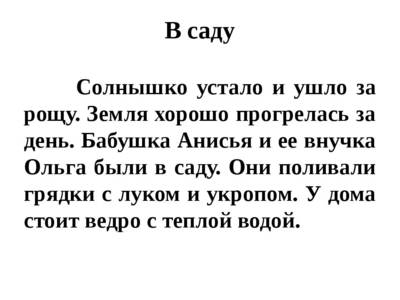 В саду
Солнышко устало и ушло за
рощу. Земля хорошо прогрелась за
день. Бабушка Анисья и ее внучка
Ольга были в саду. Они поливали
грядки с луком и укропом. У дома
стоит ведро с теплой водой.